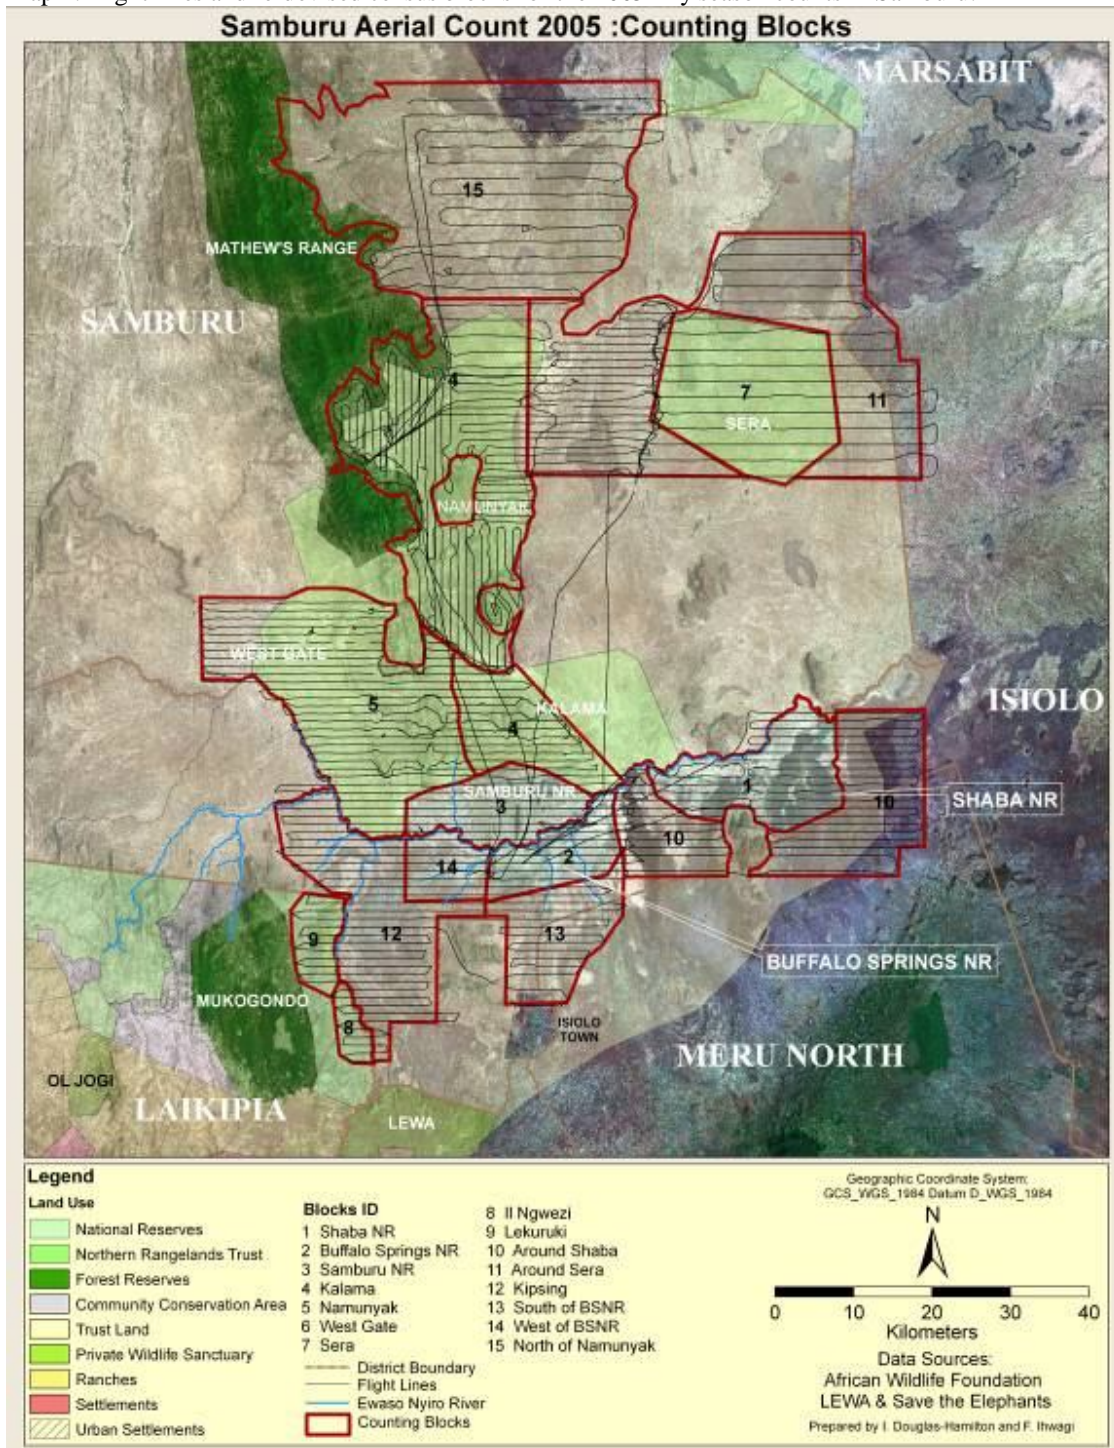 Samburu Aerial Count 2005 :Counting Blocks
MARSABIT
15
MATHEW'S RANGE
SAMBURU
4
7
11
SERA
NAMUNYAK
WEST GATE
5
KALAMA
4
ISIOLO
SAMBURU NR
3
1
10
SHABA NR
10
2
14
12
13
9
BUFFALO SPRINGS NR
MUKOGONDO
8
ISIOLO
TOWN
MERU NORTH
OL JOGI
LAIKIPIA
LEWA
Legend
Land Use
National Reserves
Northern Rangelands Trust
Forest Reserves
Community Conservation Area
Trust Land
Private Wildlife Sanctuary
Ranches
Settlements
Urban Settlements
Blocks ID
1 Shaba NR
2 Buffalo Springs NR
3 Samburu NR
4 Kalama
5 Namunyak
6 West Gate
7 Sera
8 Il Ngwezi
9 Lekuruki
10 Around Shaba
11 Around Sera
12 Kipsing
13 South of BSNR
14 West of BSNR
15 North of Namunyak
District Boundary
Flight Lines
Ewaso Nyiro River
Counting Blocks
Geographic Coordinate System:
GCS_WGS_1984 Datum D_WGS_1984
N
0 10 20 30 40
Kilometers
Data Sources:
African Wildlife Foundation
LEWA & Save the Elephants
Prepared by I. Douglas-Hamilton and F. Ihwagi